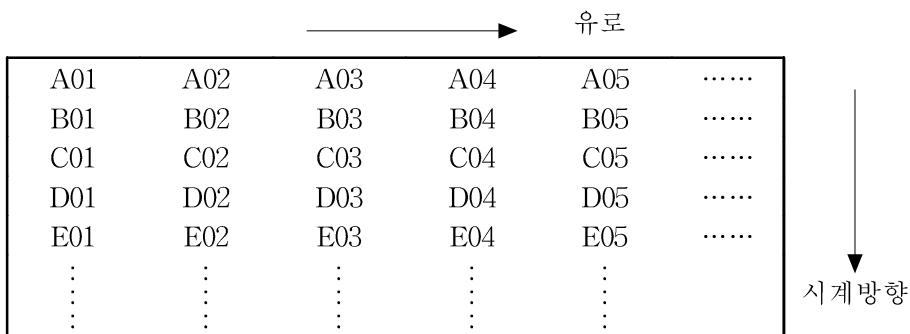 유로
A01 A02 A03 A04 A05 ……
B01 B02 B03 B04 B05 ……
C01 C02 C03 C04 C05 ……
D01 D02 D03 D04 D05 ……
E01 E02 E03 E04 E05 ……
⋮ ⋮ ⋮ ⋮ ⋮
시계방향